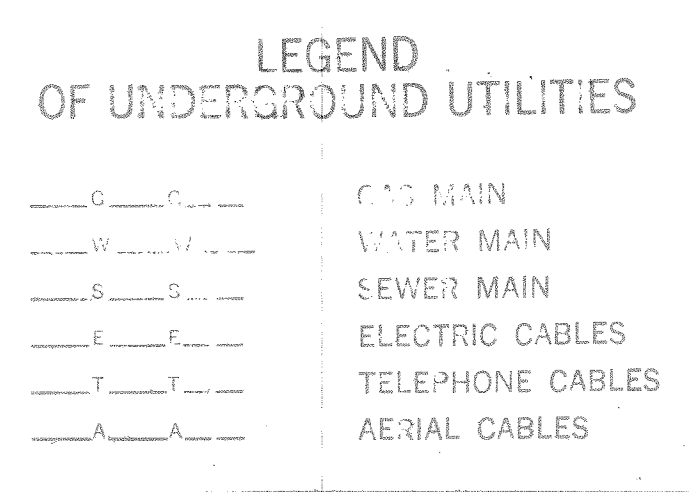 LEGEND
OF UNDERGROUND UTILITIES
G G GAS MAIN
W W WATER MAIN
S S SEWER MAIN
E E ELECTRIC CABLES
T T TELEPHONE CABLES
A A AERIAL CABLES